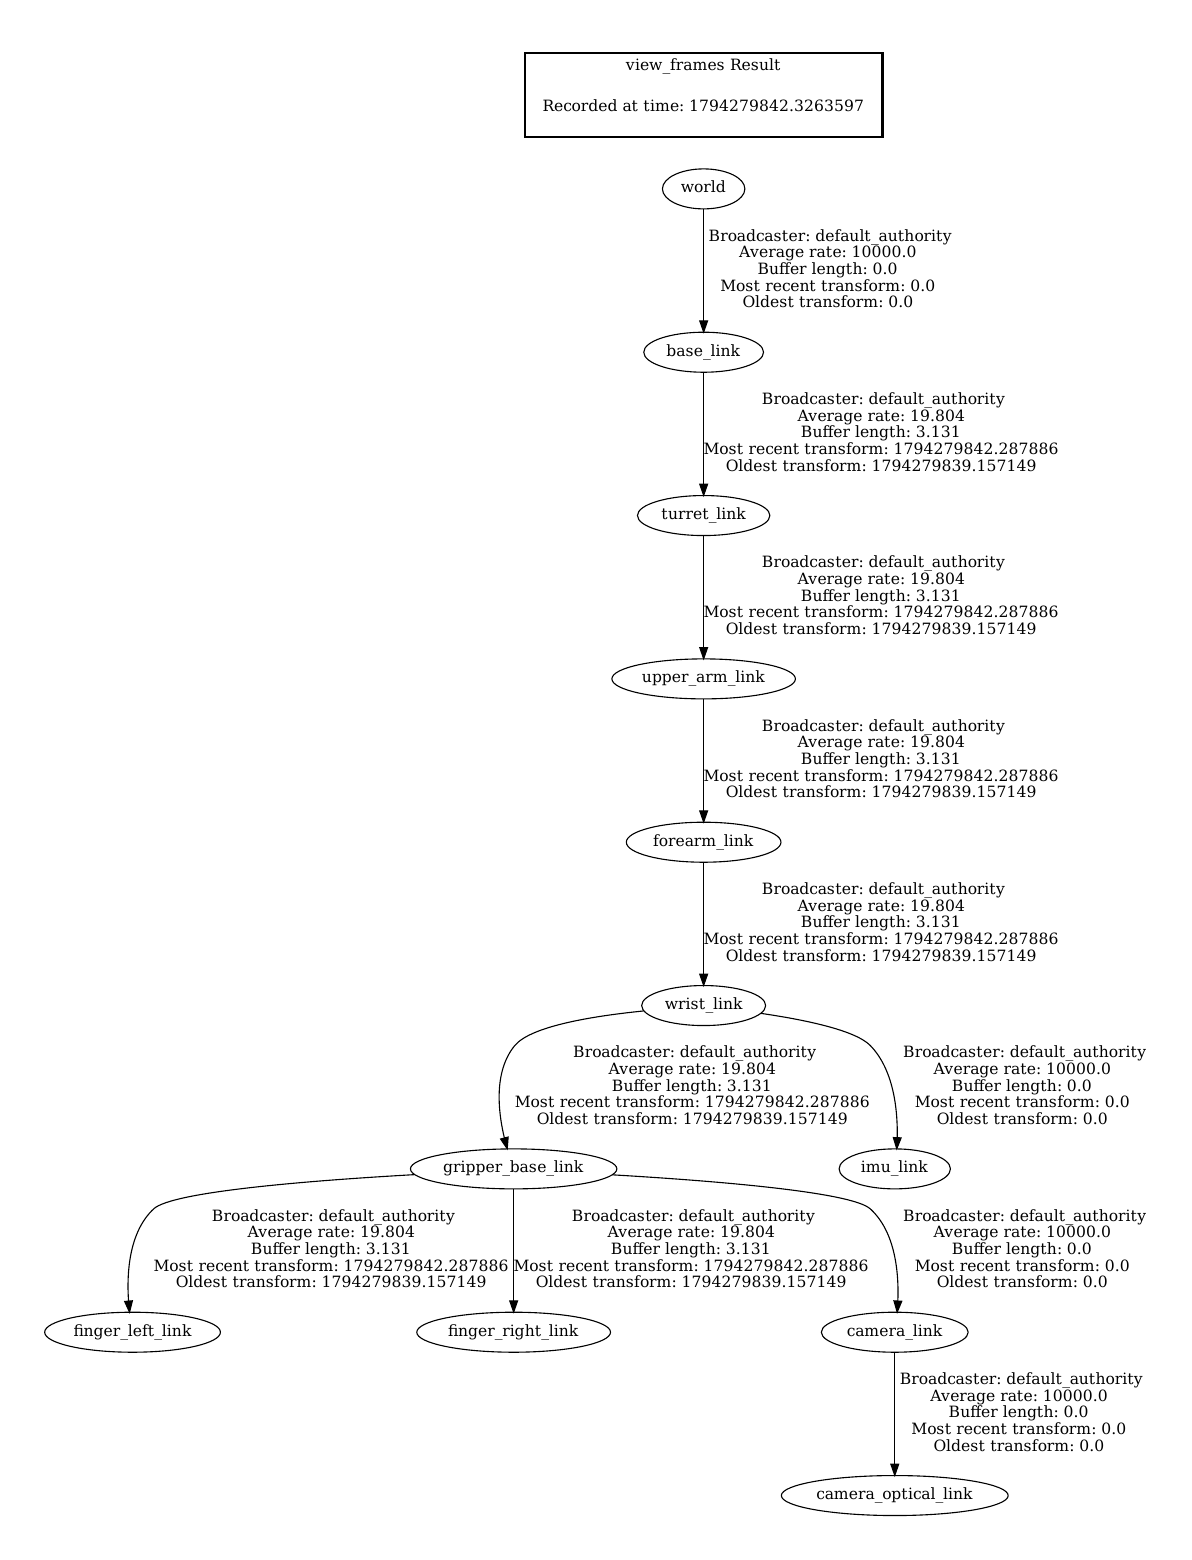 view_frames Result
Recorded at time: 1794279842.3263597
world
Broadcaster: default_authority
Average rate: 10000.0
Buffer length: 0.0
Most recent transform: 0.0
Oldest transform: 0.0
base_link
Broadcaster: default_authority
Average rate: 19.804
Buffer length: 3.131
Most recent transform: 1794279842.287886
Oldest transform: 1794279839.157149
turret_link
Broadcaster: default_authority
Average rate: 19.804
Buffer length: 3.131
Most recent transform: 1794279842.287886
Oldest transform: 1794279839.157149
upper_arm_link
Broadcaster: default_authority
Average rate: 19.804
Buffer length: 3.131
Most recent transform: 1794279842.287886
Oldest transform: 1794279839.157149
forearm_link
Broadcaster: default_authority
Average rate: 19.804
Buffer length: 3.131
Most recent transform: 1794279842.287886
Oldest transform: 1794279839.157149
wrist_link
Broadcaster: default_authority
Average rate: 19.804
Buffer length: 3.131
Most recent transform: 1794279842.287886
Oldest transform: 1794279839.157149
Broadcaster: default_authority
Average rate: 10000.0
Buffer length: 0.0
Most recent transform: 0.0
Oldest transform: 0.0
gripper_base_link
imu_link
Broadcaster: default_authority
Average rate: 19.804
Buffer length: 3.131
Most recent transform: 1794279842.287886
Oldest transform: 1794279839.157149
Broadcaster: default_authority
Average rate: 19.804
Buffer length: 3.131
Most recent transform: 1794279842.287886
Oldest transform: 1794279839.157149
Broadcaster: default_authority
Average rate: 10000.0
Buffer length: 0.0
Most recent transform: 0.0
Oldest transform: 0.0
finger_left_link
finger_right_link
camera_link
Broadcaster: default_authority
Average rate: 10000.0
Buffer length: 0.0
Most recent transform: 0.0
Oldest transform: 0.0
camera_optical_link